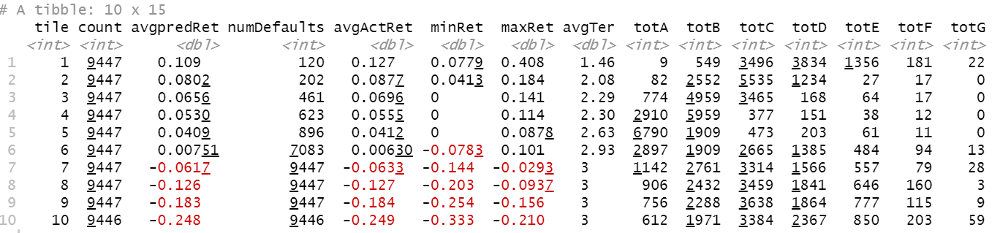 # A tibble: 10 x 15
tile count avgpredRet numDefaults avgActRet minRet maxRet avgTer totA totB totC totD totE totF totG
<int> <int> <dbl> <int> <dbl> <dbl> <dbl> <dbl> <int> <int> <int> <int> <int> <int> <int>
1 1 9447 0.109 120 0.127 0.0779 0.408 1.46 9 549 3496 3834 1356 181 22
2 2 9447 0.0802 202 0.0877 0.0413 0.184 2.08 82 2552 5535 1234 27 17 0
3 3 9447 0.0656 461 0.0696 0 0.141 2.29 774 4959 3465 168 64 17 0
4 4 9447 0.0530 623 0.0555 0 0.114 2.30 2910 5959 377 151 38 12 0
5 5 9447 0.0409 896 0.0412 0 0.0878 2.63 6790 1909 473 203 61 11 0
6 6 9447 0.00751 7083 0.00630 -0.0783 0.101 2.93 2897 1909 2665 1385 484 94 13
7 7 9447 -0.0617 9447 -0.0633 -0.144 -0.0293 3 1142 2761 3314 1566 557 79 28
8 8 9447 -0.126 9447 -0.127 -0.203 -0.0937 3 906 2432 3459 1841 646 160 3
9 9 9447 -0.183 9447 -0.184 -0.254 -0.156 3 756 2288 3638 1864 777 115 9
10 10 9446 -0.248 9446 -0.249 -0.333 -0.210 3 612 1971 3384 2367 850 203 59